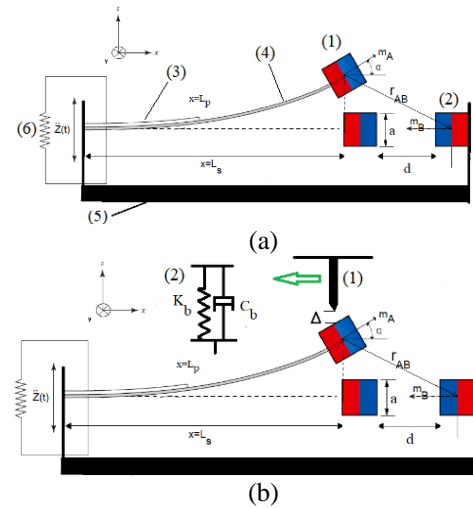 z
Y
x
(1)
m_A
α
(4)
(3)
x=L_p
r_AB
(2)
(6)
Z̈(t)
a
m_B
x=L_s
d
(5)
(a)
(2)
K_b
C_b
(1)
z
Y
x
Δ
m_A
α
x=L_p
r_AB
Z̈(t)
a
m_B
x=L_s
d
(b)